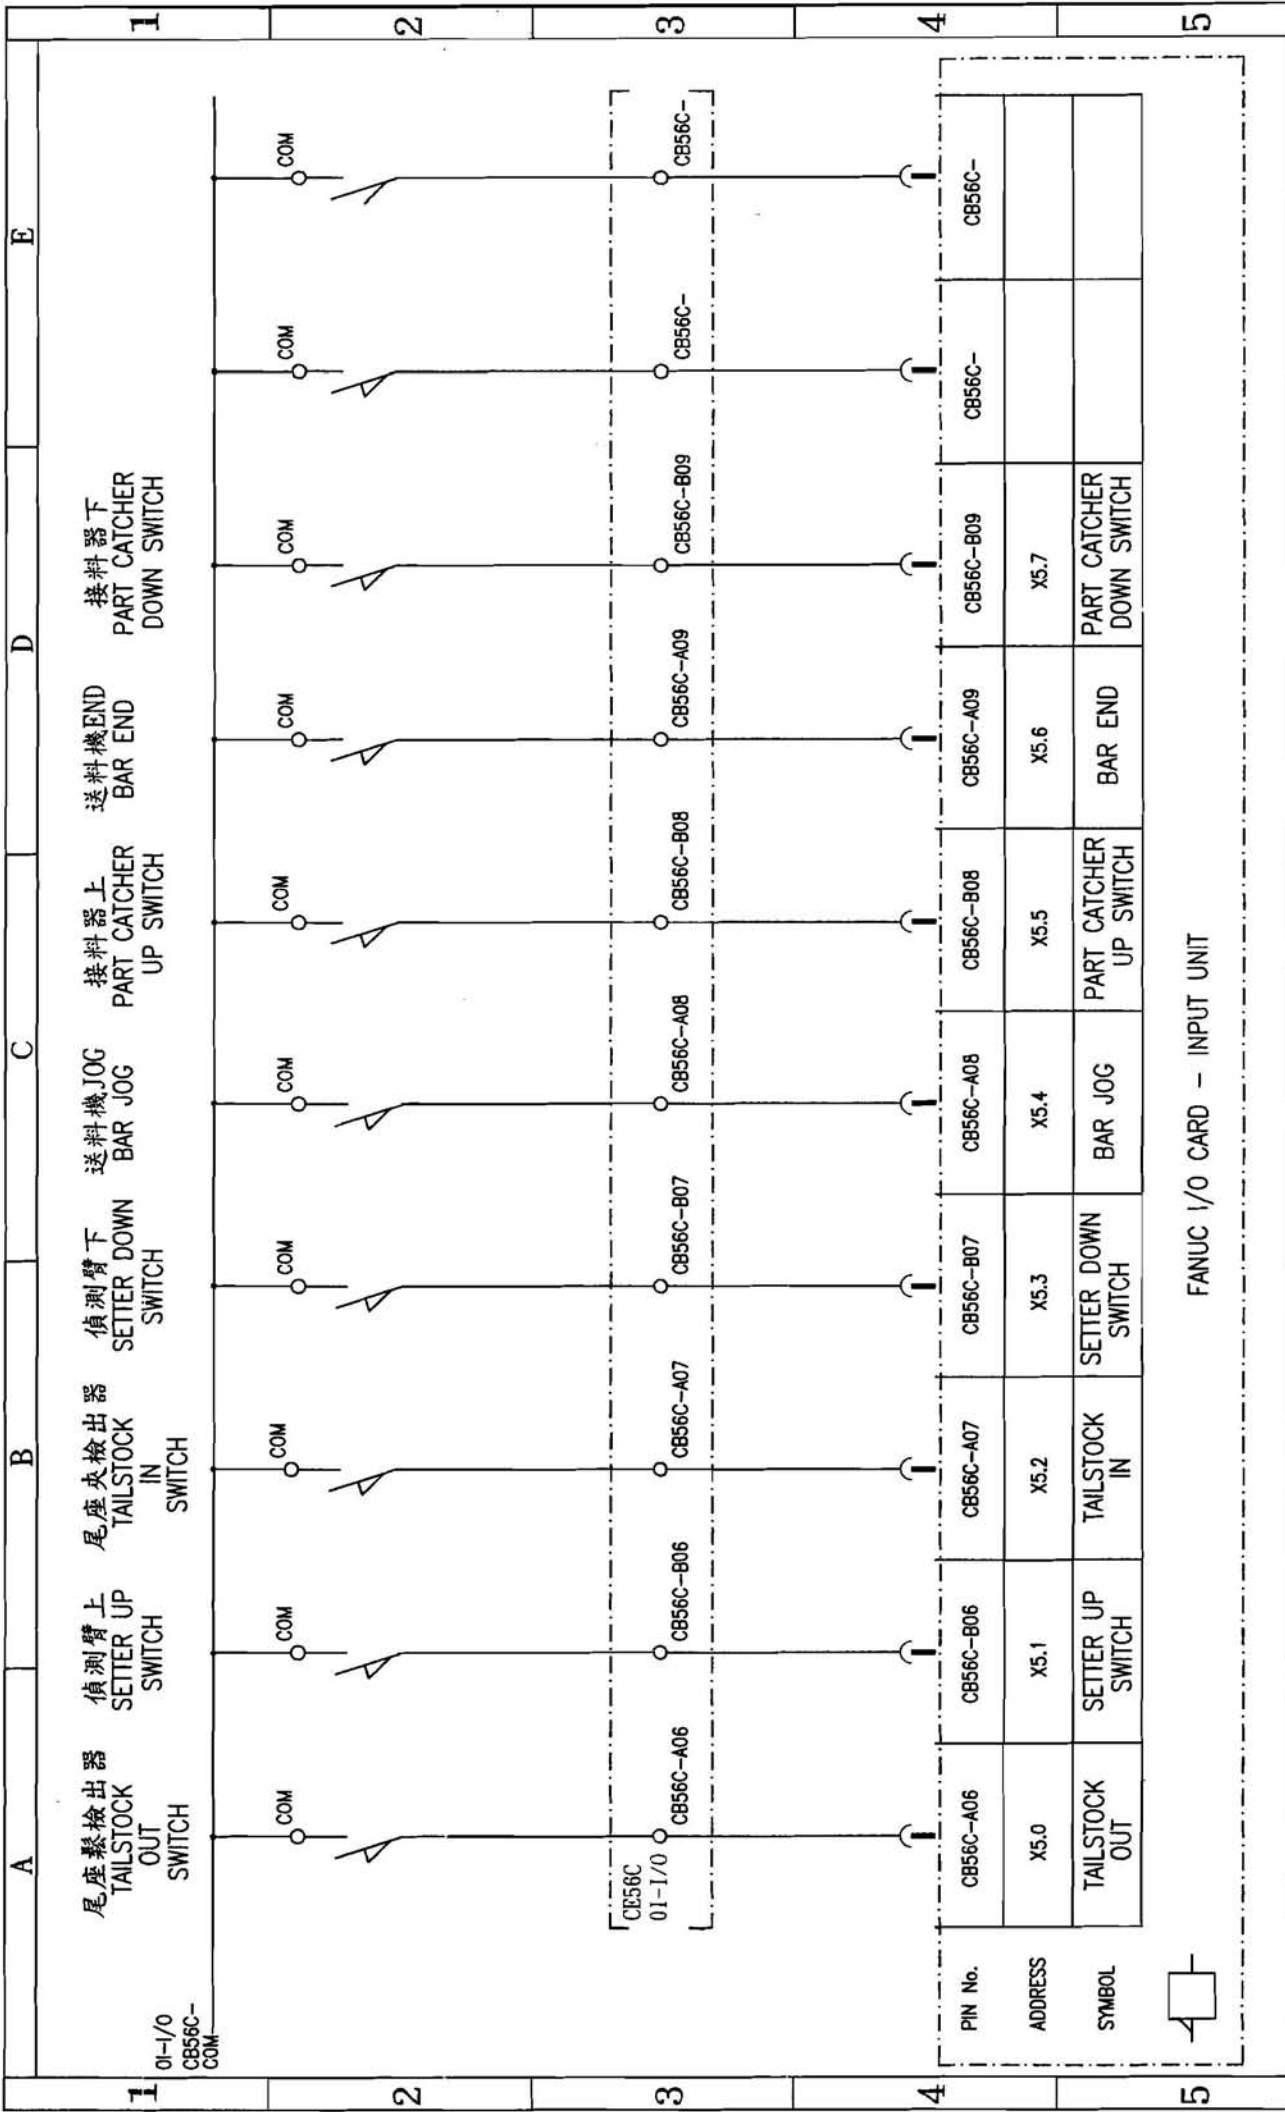 A B C D E
1
2
3
4
5
1
2
3
4
5
尾座鬆檢出器
TAILSTOCK
OUT
SWITCH
偵測臂上
SETTER UP
SWITCH
尾座夾檢出器
TAILSTOCK
IN
SWITCH
偵測臂下
SETTER DOWN
SWITCH
送料機JOG
BAR JOG
接料器上
PART CATCHER
UP SWITCH
送料機END
BAR END
接料器下
PART CATCHER
DOWN SWITCH
OI-I/O
CB56C-
COM
COM COM COM COM COM COM COM COM COM COM
CE56C
OI-I/O
CB56C-A06 CB56C-B06 CB56C-A07 CB56C-B07 CB56C-A08 CB56C-B08 CB56C-A09 CB56C-B09 CB56C- CB56C-
PIN No. CB56C-A06 CB56C-B06 CB56C-A07 CB56C-B07 CB56C-A08 CB56C-B08 CB56C-A09 CB56C-B09 CB56C- CB56C-
ADDRESS X5.0 X5.1 X5.2 X5.3 X5.4 X5.5 X5.6 X5.7
SYMBOL
TAILSTOCK
OUT
SETTER UP
SWITCH
TAILSTOCK
IN
SETTER DOWN
SWITCH
BAR JOG
PART CATCHER
UP SWITCH
BAR END
PART CATCHER
DOWN SWITCH
FANUC I/O CARD - INPUT UNIT